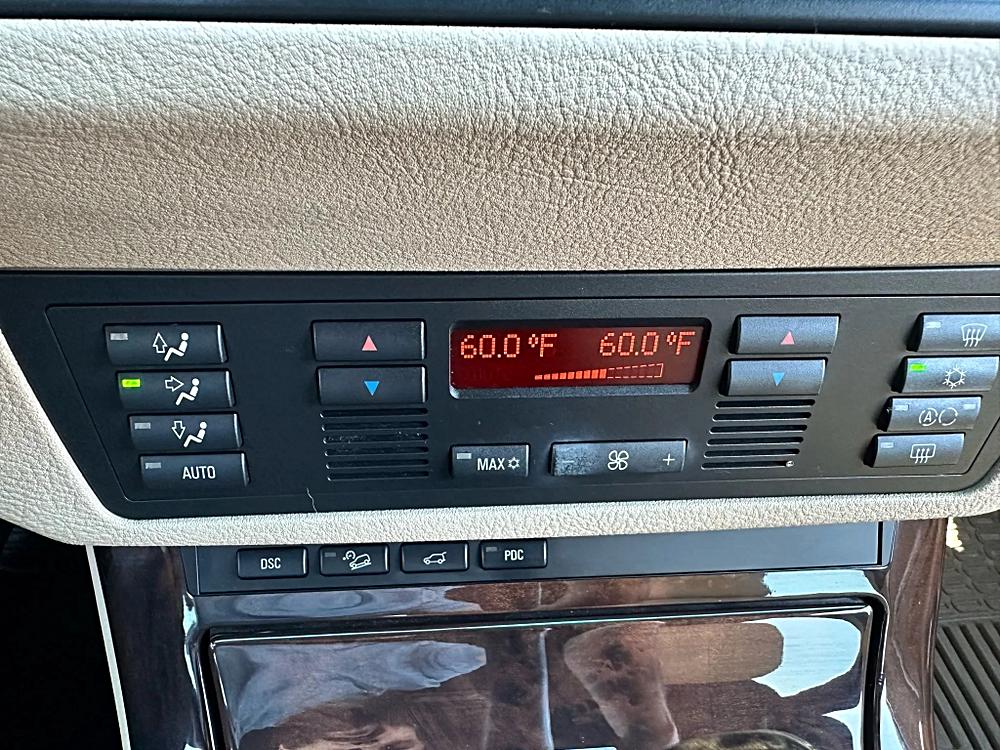 60.0°F 60.0°F
AUTO
MAX
+
A
DSC
PDC